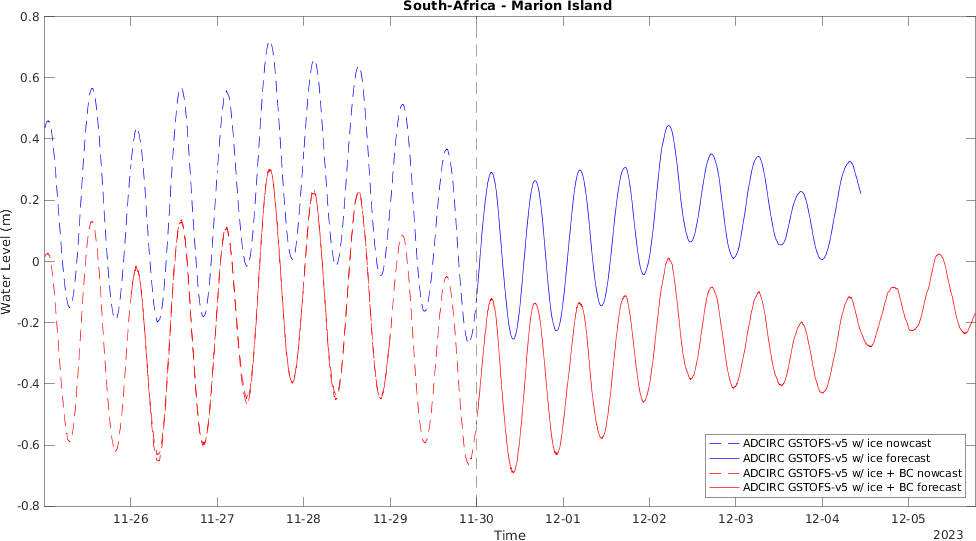 South-Africa - Marion Island
Water Level (m)
0.8
0.6
0.4
0.2
0
-0.2
-0.4
-0.6
-0.8
ADCIRC GSTOFS-v5 w/ ice nowcast
ADCIRC GSTOFS-v5 w/ ice forecast
ADCIRC GSTOFS-v5 w/ ice + BC nowcast
ADCIRC GSTOFS-v5 w/ ice + BC forecast
11-26 11-27 11-28 11-29 11-30 12-01 12-02 12-03 12-04 12-05
Time
2023